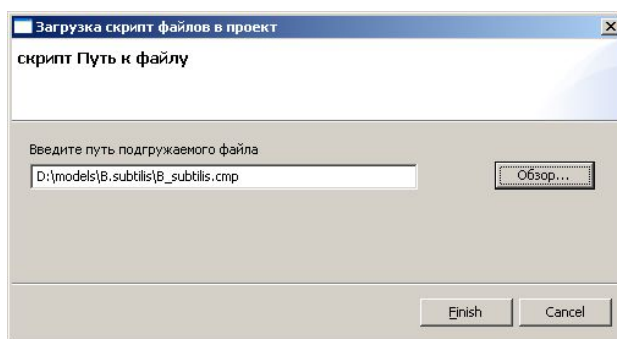 Загрузка скрипт файлов в проект
скрипт Путь к файлу
Введите путь подгружаемого файла
D:\models\B.subtilis\B_subtilis.cmp
Обзор...
Finish
Cancel